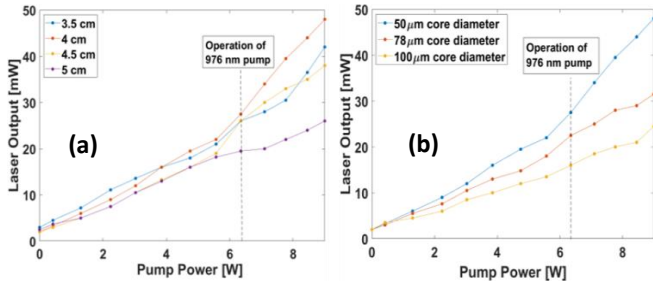 50
40
30
20
10
0
Laser Output [mW]
3.5 cm
4 cm
4.5 cm
5 cm
Operation of
976 nm pump
(a)
0 2 4 6 8
Pump Power [W]
50
40
30
20
10
0
Laser Output [mW]
50μm core diameter
78μm core diameter
100μm core diameter
Operation of
976 nm pump
(b)
0 2 4 6 8
Pump Power [W]